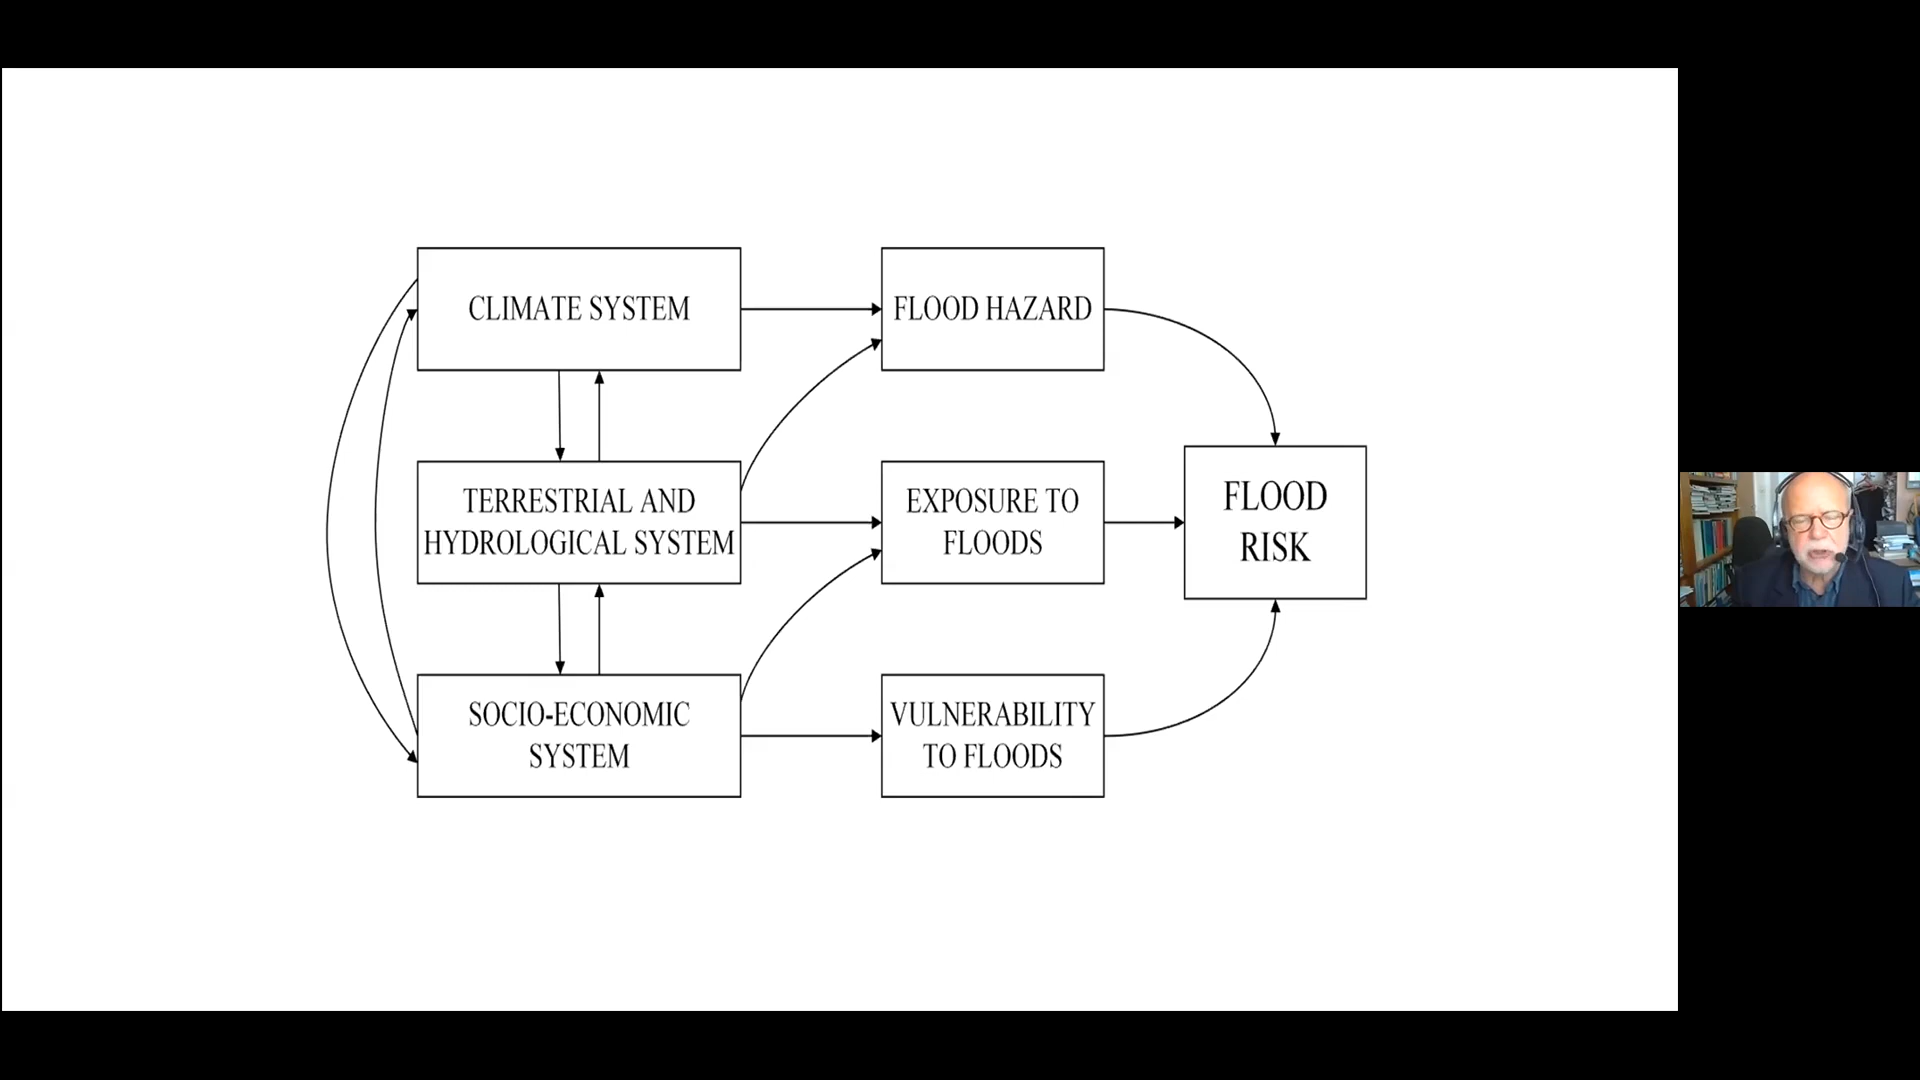 CLIMATE SYSTEM
FLOOD HAZARD
TERRESTRIAL AND
HYDROLOGICAL SYSTEM
EXPOSURE TO
FLOODS
FLOOD
RISK
SOCIO-ECONOMIC
SYSTEM
VULNERABILITY
TO FLOODS